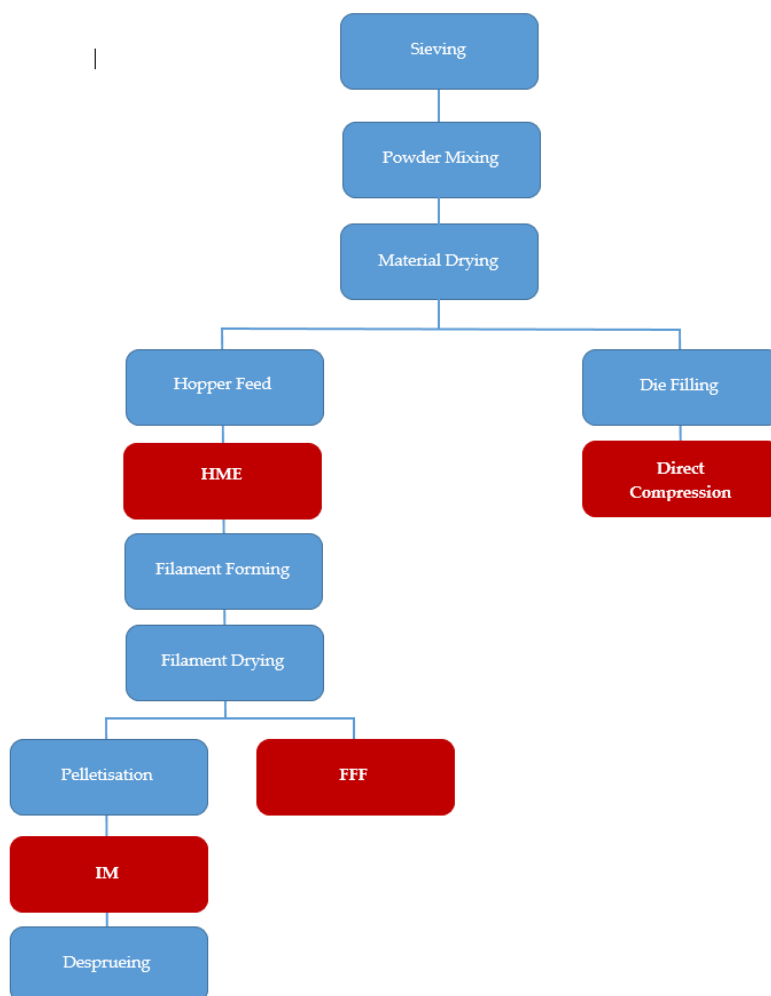 Sieving
Powder Mixing
Material Drying
Hopper Feed
Die Filling
HME
Direct
Compression
Filament Forming
Filament Drying
Pelletisation
FFF
IM
Desprueing